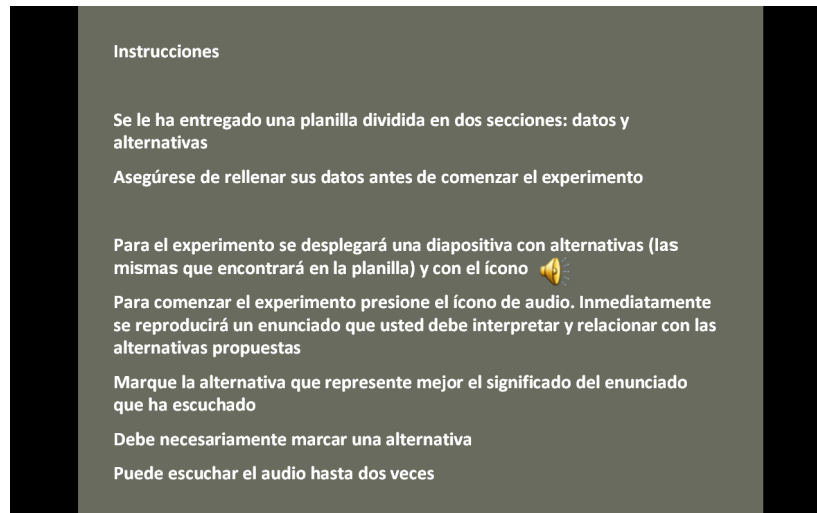 Instrucciones
Se le ha entregado una planilla dividida en dos secciones: datos y
alternativas
Asegúrese de rellenar sus datos antes de comenzar el experimento
Para el experimento se desplegará una diapositiva con alternativas (las
mismas que encontrará en la planilla) y con el ícono
Para comenzar el experimento presione el ícono de audio. Inmediatamente
se reproducirá un enunciado que usted debe interpretar y relacionar con las
alternativas propuestas
Marque la alternativa que represente mejor el significado del enunciado
que ha escuchado
Debe necesariamente marcar una alternativa
Puede escuchar el audio hasta dos veces